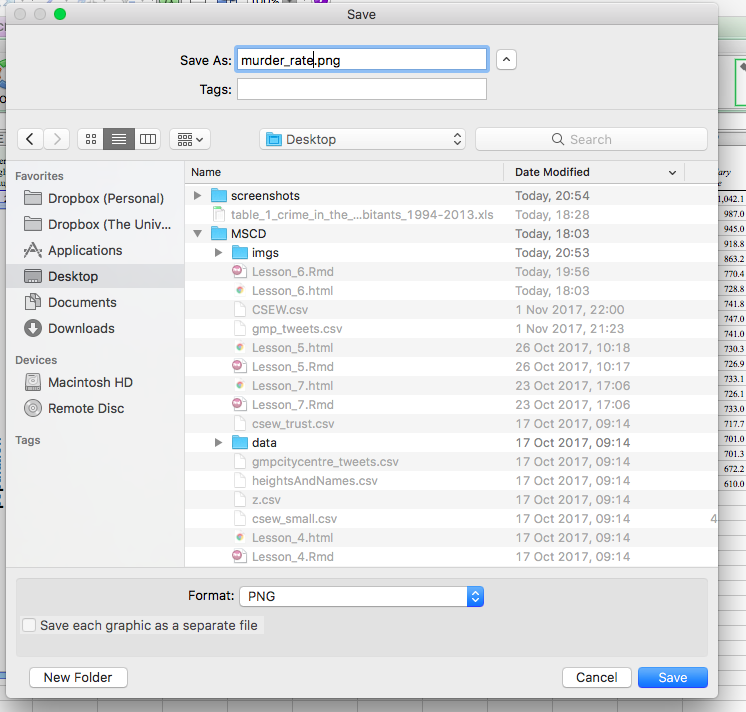 Save
Save As: murder_rate.png
Tags:
Desktop
Search
Favorites
Dropbox (Personal)
Dropbox (The Univ...
Applications
Desktop
Documents
Downloads
Devices
Macintosh HD
Remote Disc
Tags
Name Date Modified
screenshots Today, 20:54
table_1_crime_in_the_...bitants_1994-2013.xls Today, 18:28
MSCD Today, 18:03
imgs Today, 20:53
Lesson_6.Rmd Today, 19:56
Lesson_6.html Today, 18:03
CSEW.csv 1 Nov 2017, 22:00
gmp_tweets.csv 1 Nov 2017, 21:23
Lesson_5.html 26 Oct 2017, 10:18
Lesson_5.Rmd 26 Oct 2017, 10:17
Lesson_7.html 23 Oct 2017, 17:06
Lesson_7.Rmd 23 Oct 2017, 17:06
csew_trust.csv 17 Oct 2017, 09:14
data 17 Oct 2017, 09:14
gmpcitycentre_tweets.csv 17 Oct 2017, 09:14
heightsAndNames.csv 17 Oct 2017, 09:14
z.csv 17 Oct 2017, 09:14
csew_small.csv 17 Oct 2017, 09:14 4
Lesson_4.html 17 Oct 2017, 09:14
Lesson_4.Rmd 17 Oct 2017, 09:14
Format: PNG
Save each graphic as a separate file
New Folder
Cancel
Save
1,042.1
987.0
945.0
918.8
863.2
770.4
728.8
741.8
747.0
741.0
730.3
726.9
733.1
726.1
733.0
717.7
701.0
701.3
672.2
610.0